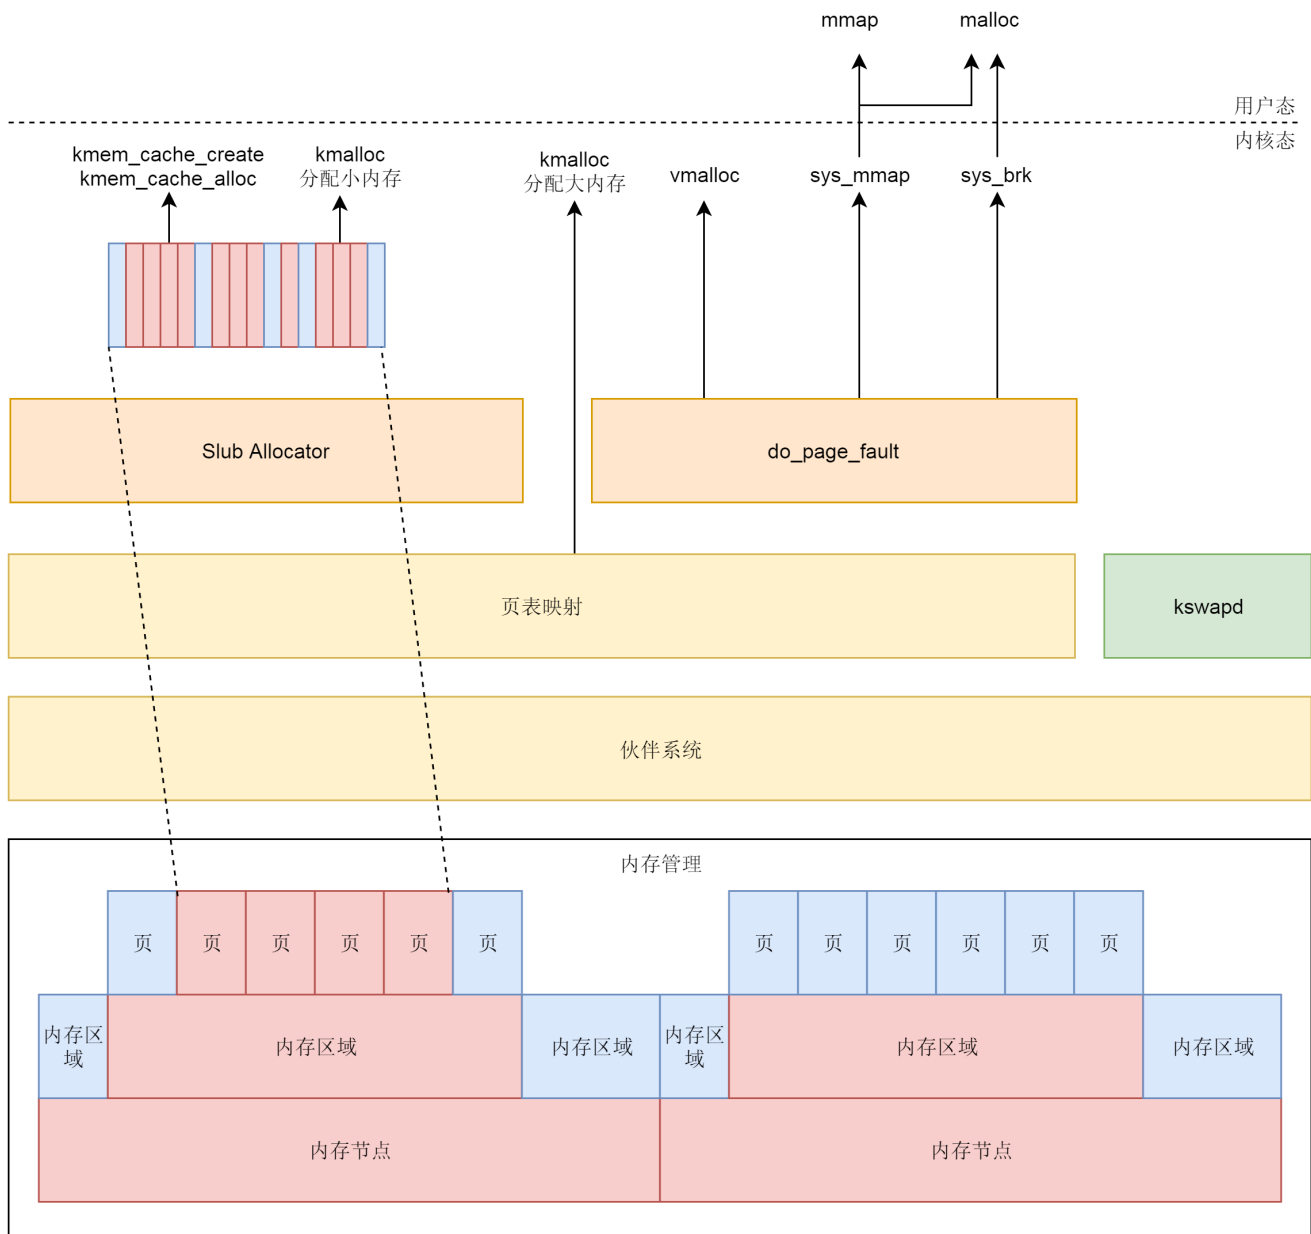 mmap
malloc
用户态
内核态
kmem_cache_create
kmem_cache_alloc
kmalloc
分配小内存
kmalloc
分配大内存
vmalloc
sys_mmap
sys_brk
Slub Allocator
do_page_fault
页表映射
kswapd
伙伴系统
内存管理
页
页
页
页
页
页
页
页
页
页
页
页
内存区
域
内存区域
内存区域
内存区
域
内存区域
内存区域
内存节点
内存节点